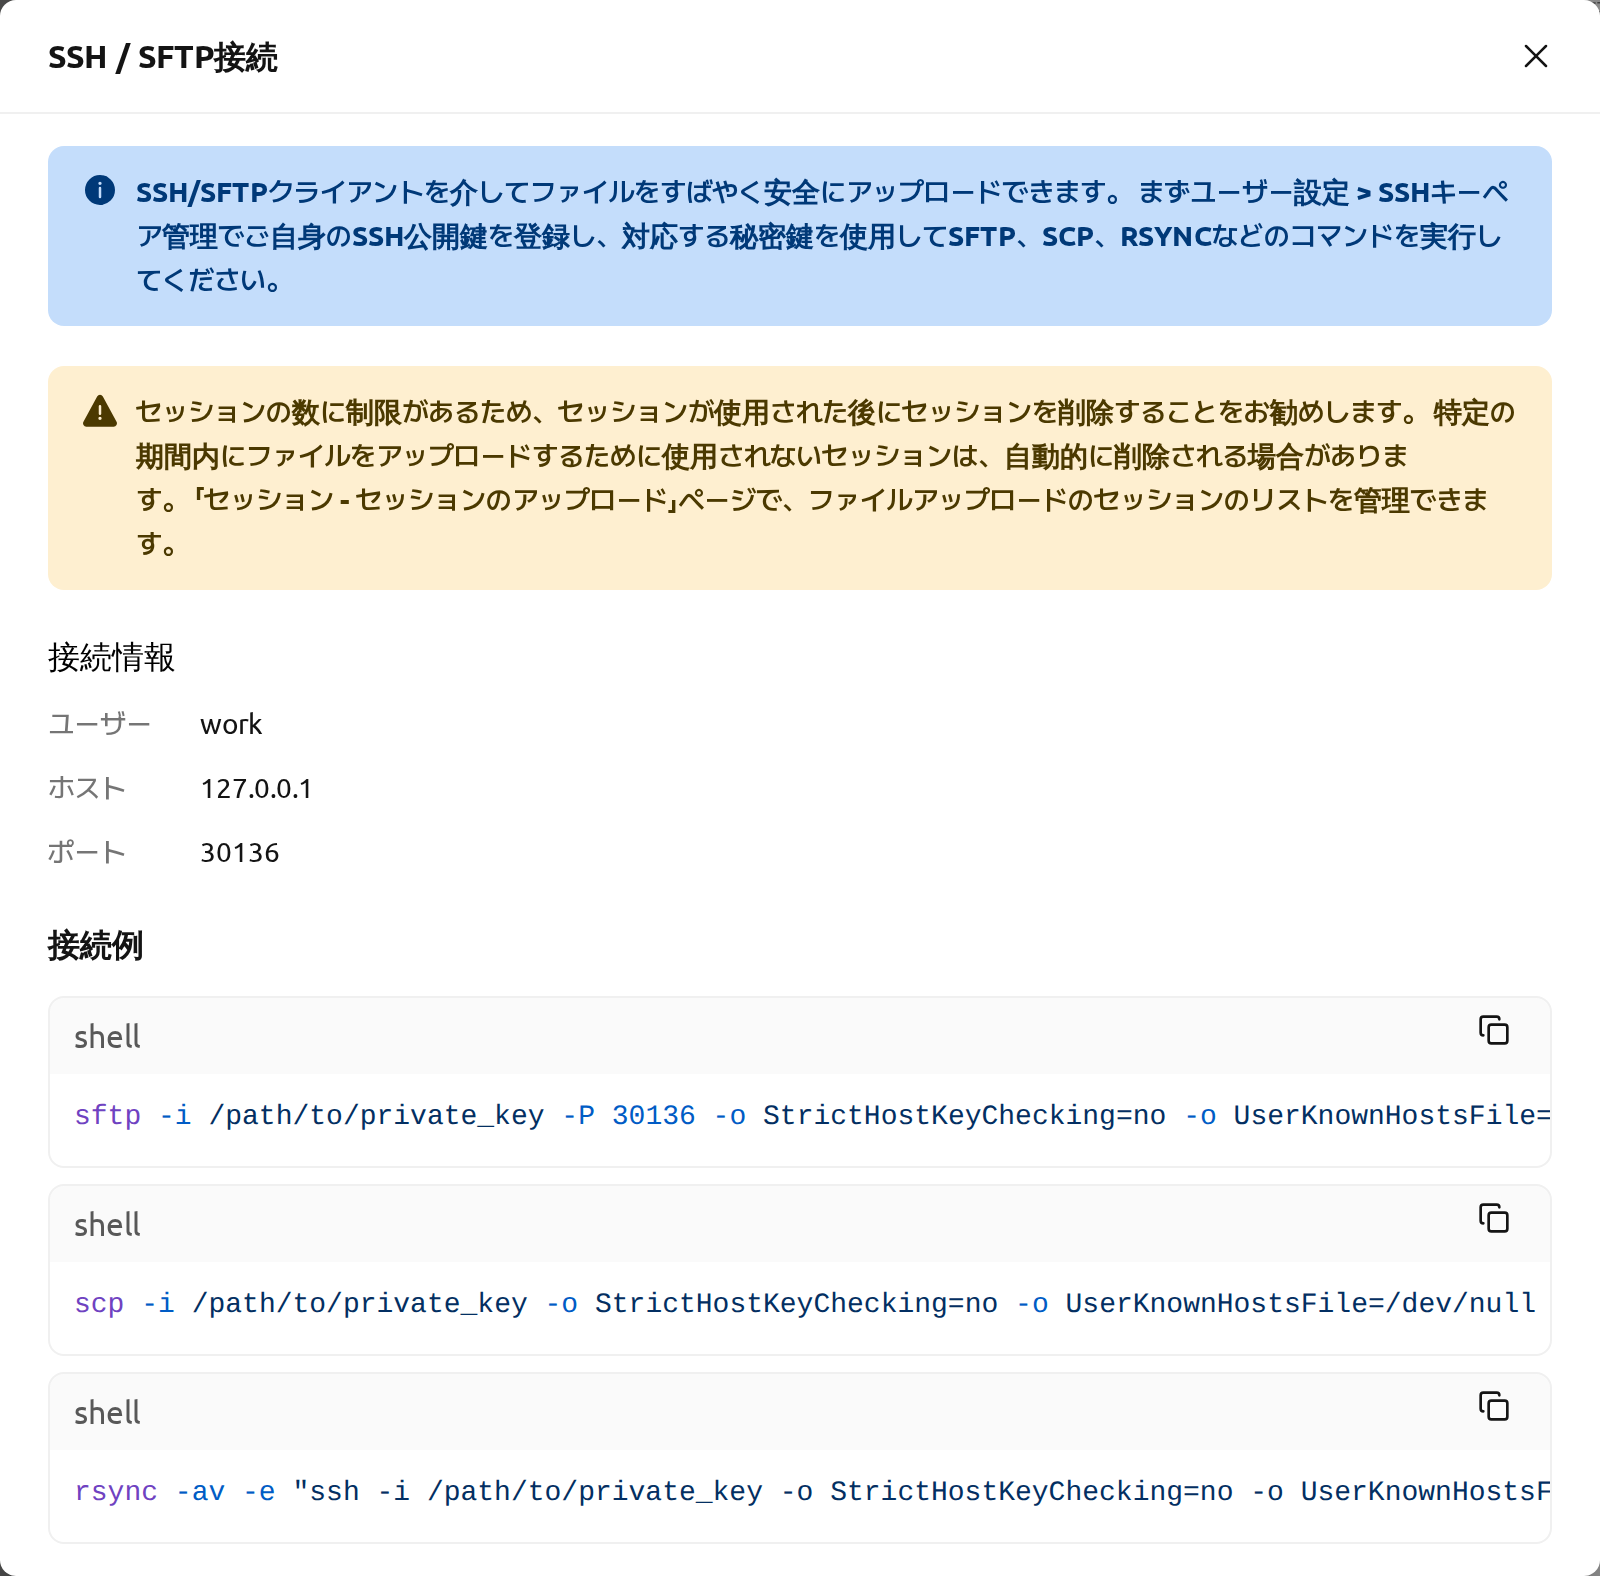 SSH / SFTP接続
SSH/SFTPクライアントを介してファイルをすばやく安全にアップロードできます。 まずユーザー設定 > SSHキーペ
ア管理でご自身のSSH公開鍵を登録し、対応する秘密鍵を使用してSFTP、SCP、RSYNCなどのコマンドを実行し
てください。
セッションの数に制限があるため、セッションが使用された後にセッションを削除することをお勧めします。 特定の
期間内にファイルをアップロードするために使用されないセッションは、自動的に削除される場合がありま
す。「セッション - セッションのアップロード」ページで、ファイルアップロードのセッションのリストを管理できま
す。
接続情報
ユーザー work
ホスト 127.0.0.1
ポート 30136
接続例
shell
sftp -i /path/to/private_key -P 30136 -o StrictHostKeyChecking=no -o UserKnownHostsFile=
shell
scp -i /path/to/private_key -o StrictHostKeyChecking=no -o UserKnownHostsFile=/dev/null
shell
rsync -av -e "ssh -i /path/to/private_key -o StrictHostKeyChecking=no -o UserKnownHostsF